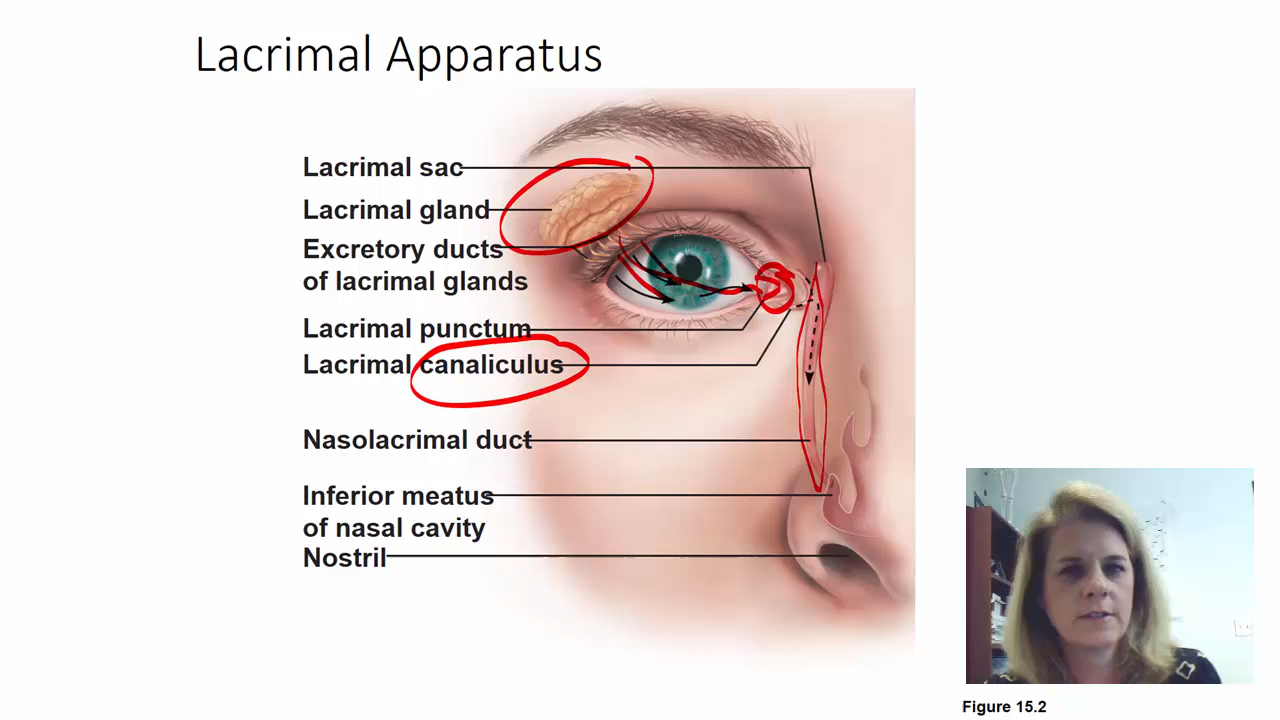 Lacrimal Apparatus
Lacrimal sac
Lacrimal gland
Excretory ducts
of lacrimal glands
Lacrimal punctum
Lacrimal canaliculus
Nasolacrimal duct
Inferior meatus
of nasal cavity
Nostril
Figure 15.2